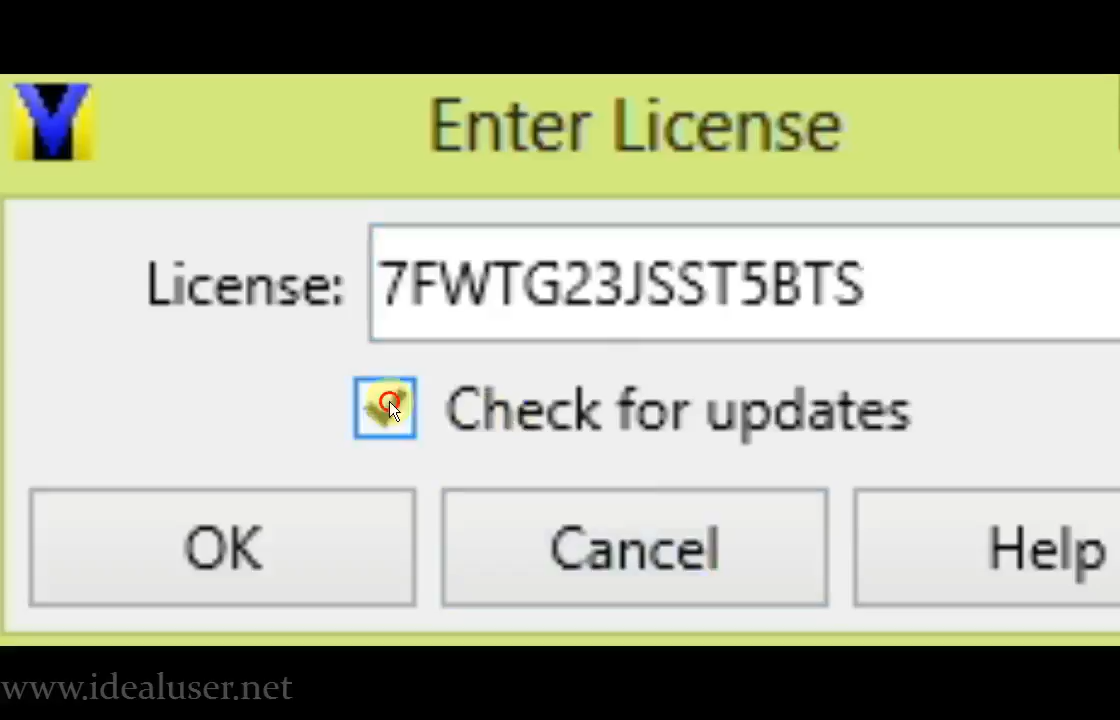 Enter License
License: 7FWTG23JSST5BTS
Check for updates
OK Cancel Help
www.idealuser.net